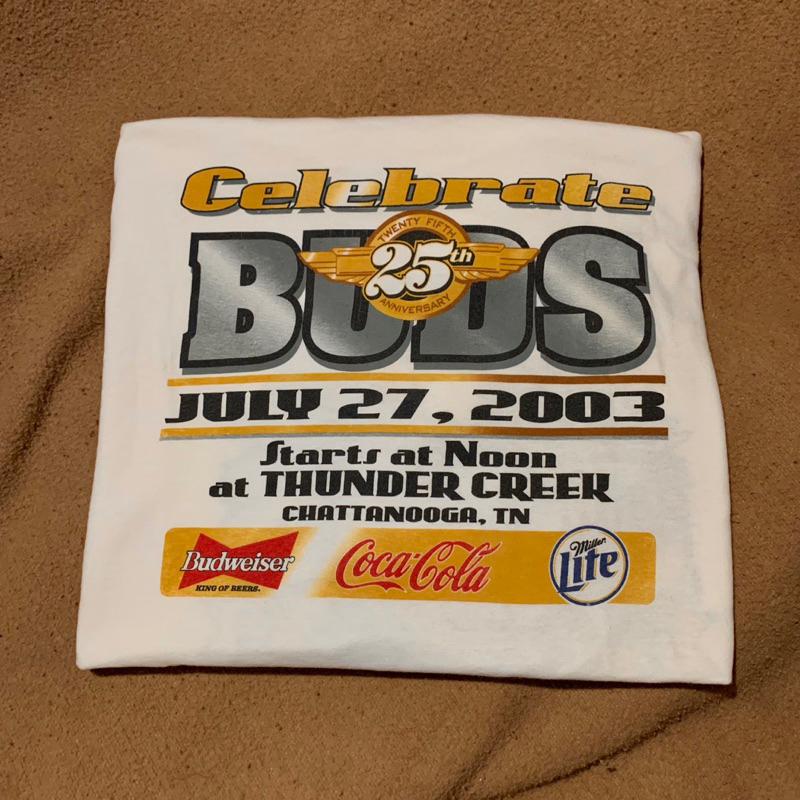 Celebrate
BUDS
TWENTY FIFTH
25th
ANNIVERSARY
JULY 27, 2003
Starts at Noon
at THUNDER CREEK
CHATTANOOGA, TN
Budweiser
KING OF BEERS.
Coca-Cola
Miller
Lite